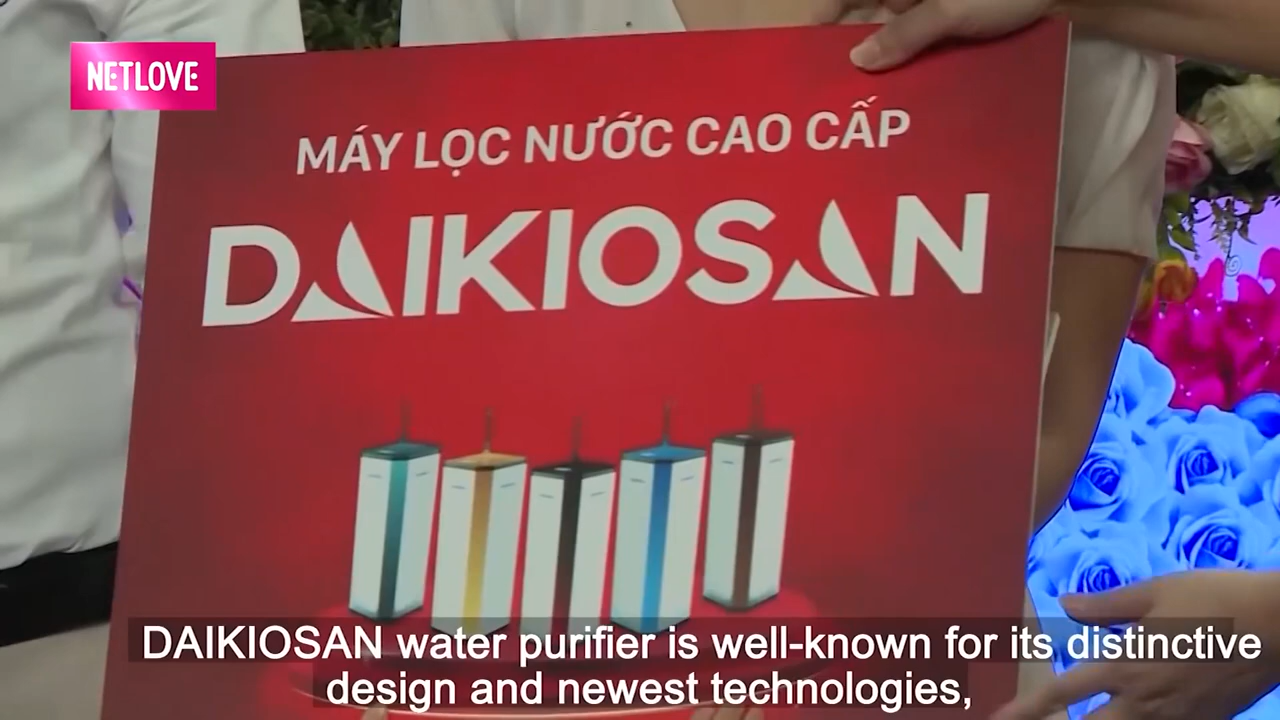 NETLOVE
MÁY LỌC NƯỚC CAO CẤP
DAIKIOSAN
DAIKIOSAN water purifier is well-known for its distinctive
design and newest technologies,